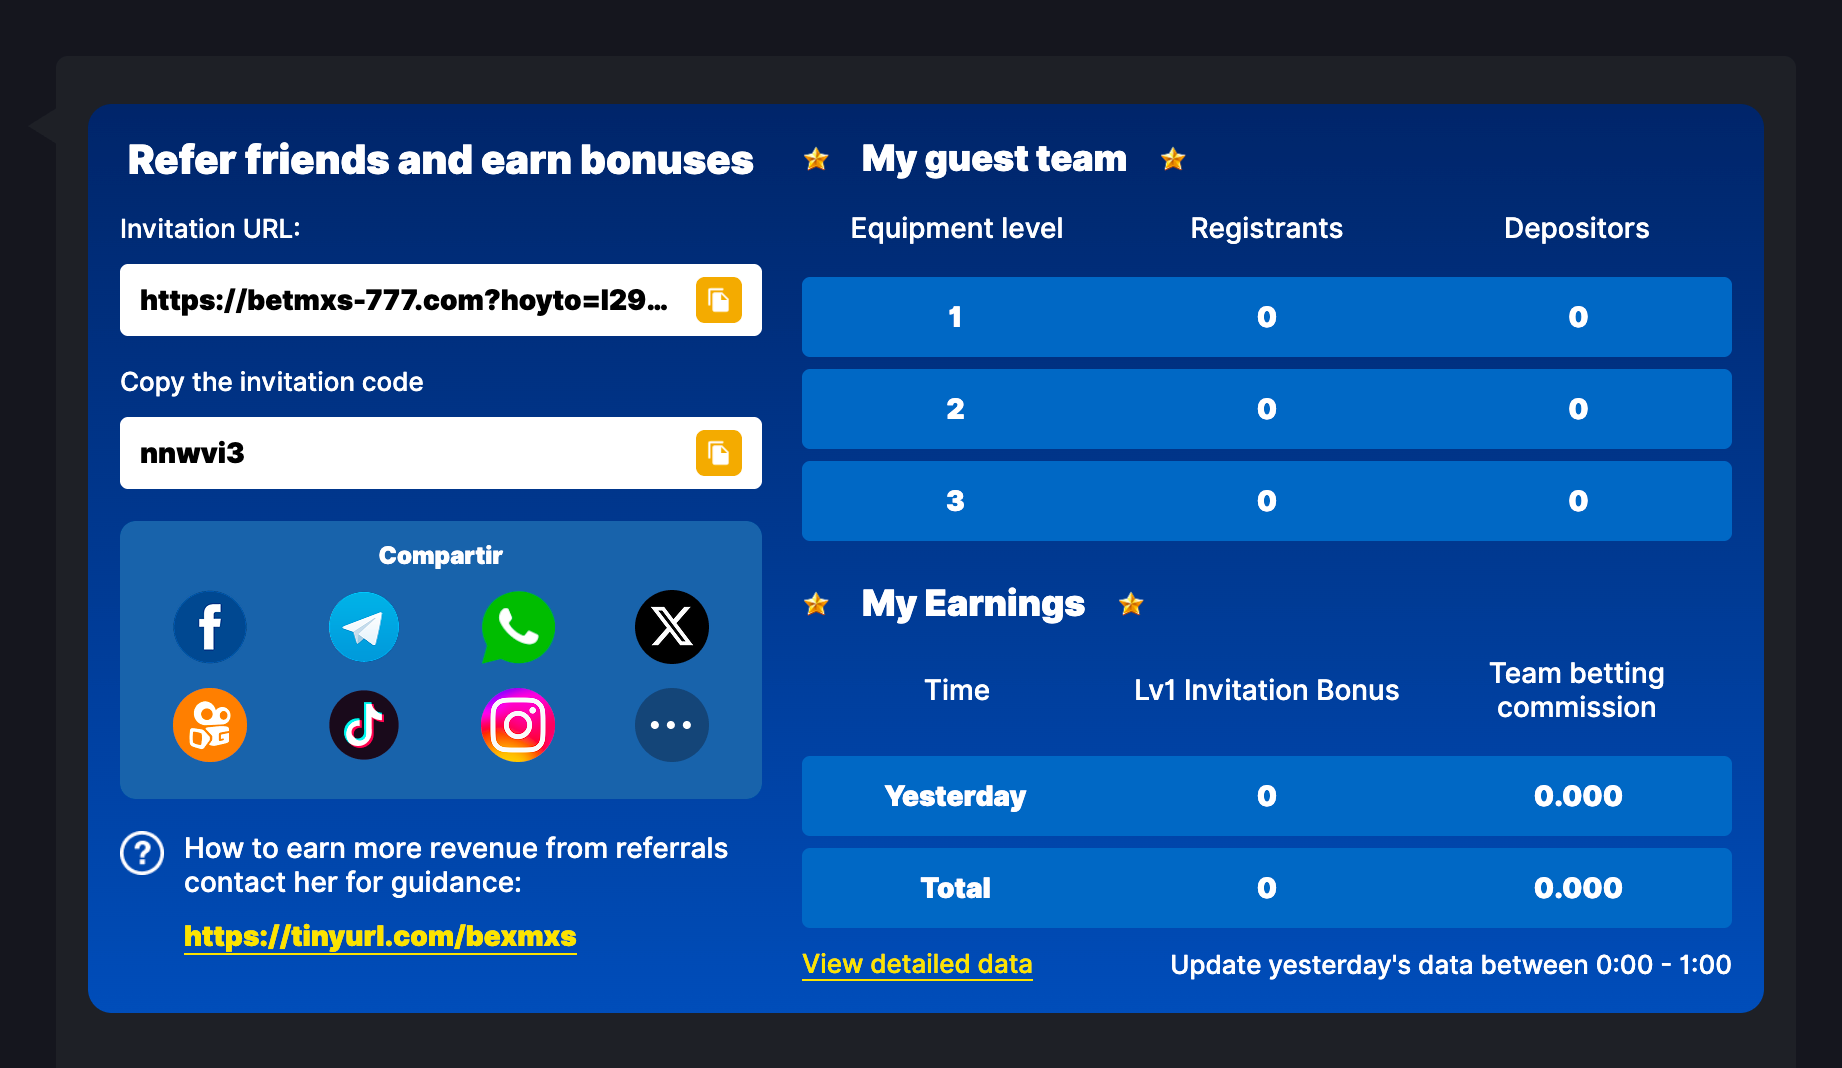 Refer friends and earn bonuses
Invitation URL:
https://betmxs-777.com?hoyto=l29...
Copy the invitation code
nnwvi3
Compartir
How to earn more revenue from referrals
contact her for guidance:
https://tinyurl.com/bexmxs
My guest team
Equipment level Registrants Depositors
1 0 0
2 0 0
3 0 0
My Earnings
Time Lv1 Invitation Bonus Team betting
commission
Yesterday 0 0.000
Total 0 0.000
View detailed data Update yesterday's data between 0:00 - 1:00